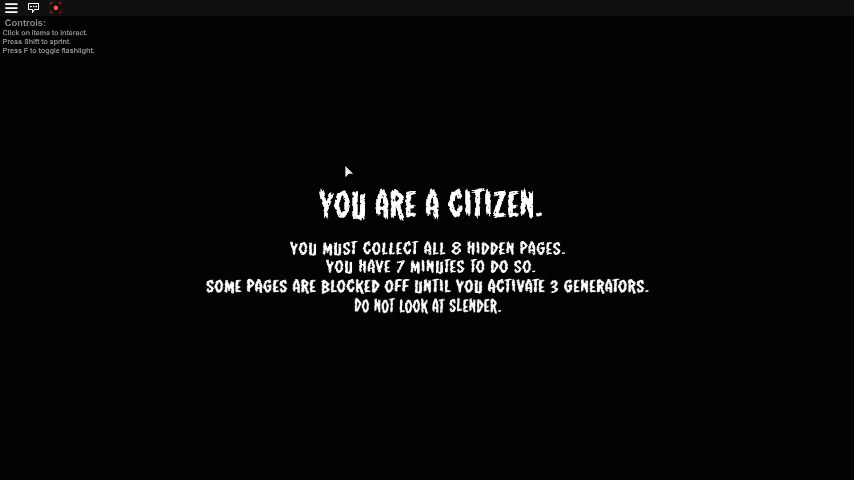 Controls:
Click on items to interact.
Press Shift to sprint.
Press F to toggle flashlight.
YOU ARE A CITIZEN.
YOU MUST COLLECT ALL 8 HIDDEN PAGES.
YOU HAVE 7 MINUTES TO DO SO.
SOME PAGES ARE BLOCKED OFF UNTIL YOU ACTIVATE 3 GENERATORS.
DO NOT LOOK AT SLENDER.